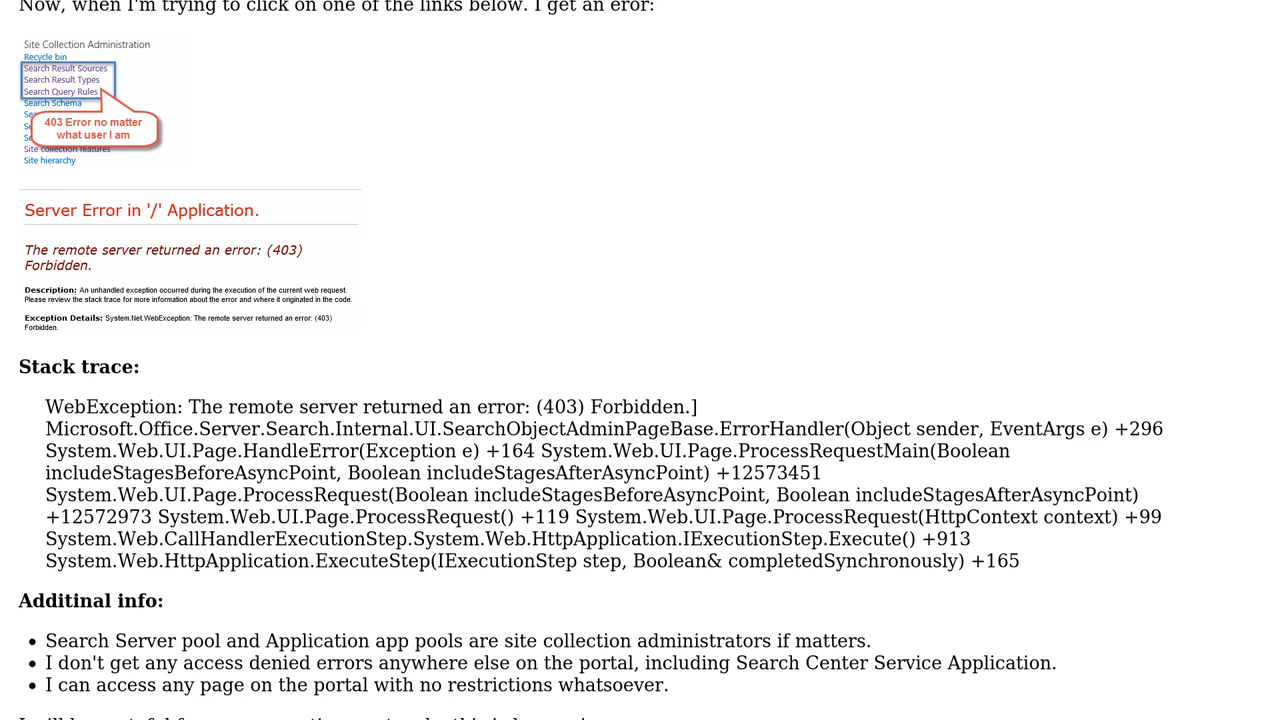 Now, when I'm trying to click on one of the links below. I get an eror:
Site Collection Administration
Recycle bin
Search Result Sources
Search Result Types
Search Query Rules
Search Schema
403 Error no matter
what user I am
Site collection features
Site hierarchy
Server Error in '/' Application.
The remote server returned an error: (403)
Forbidden.
Description: An unhandled exception occurred during the execution of the current web request.
Please review the stack trace for more information about the error and where it originated in the code.
Exception Details: System.Net.WebException: The remote server returned an error: (403)
Forbidden.
Stack trace:
WebException: The remote server returned an error: (403) Forbidden.]
Microsoft.Office.Server.Search.Internal.UI.SearchObjectAdminPageBase.ErrorHandler(Object sender, EventArgs e) +296
System.Web.UI.Page.HandleError(Exception e) +164 System.Web.UI.Page.ProcessRequestMain(Boolean
includeStagesBeforeAsyncPoint, Boolean includeStagesAfterAsyncPoint) +12573451
System.Web.UI.Page.ProcessRequest(Boolean includeStagesBeforeAsyncPoint, Boolean includeStagesAfterAsyncPoint)
+12572973 System.Web.UI.Page.ProcessRequest() +119 System.Web.UI.Page.ProcessRequest(HttpContext context) +99
System.Web.CallHandlerExecutionStep.System.Web.HttpApplication.IExecutionStep.Execute() +913
System.Web.HttpApplication.ExecuteStep(IExecutionStep step, Boolean& completedSynchronously) +165
Additinal info:
• Search Server pool and Application app pools are site collection administrators if matters.
• I don't get any access denied errors anywhere else on the portal, including Search Center Service Application.
• I can access any page on the portal with no restrictions whatsoever.